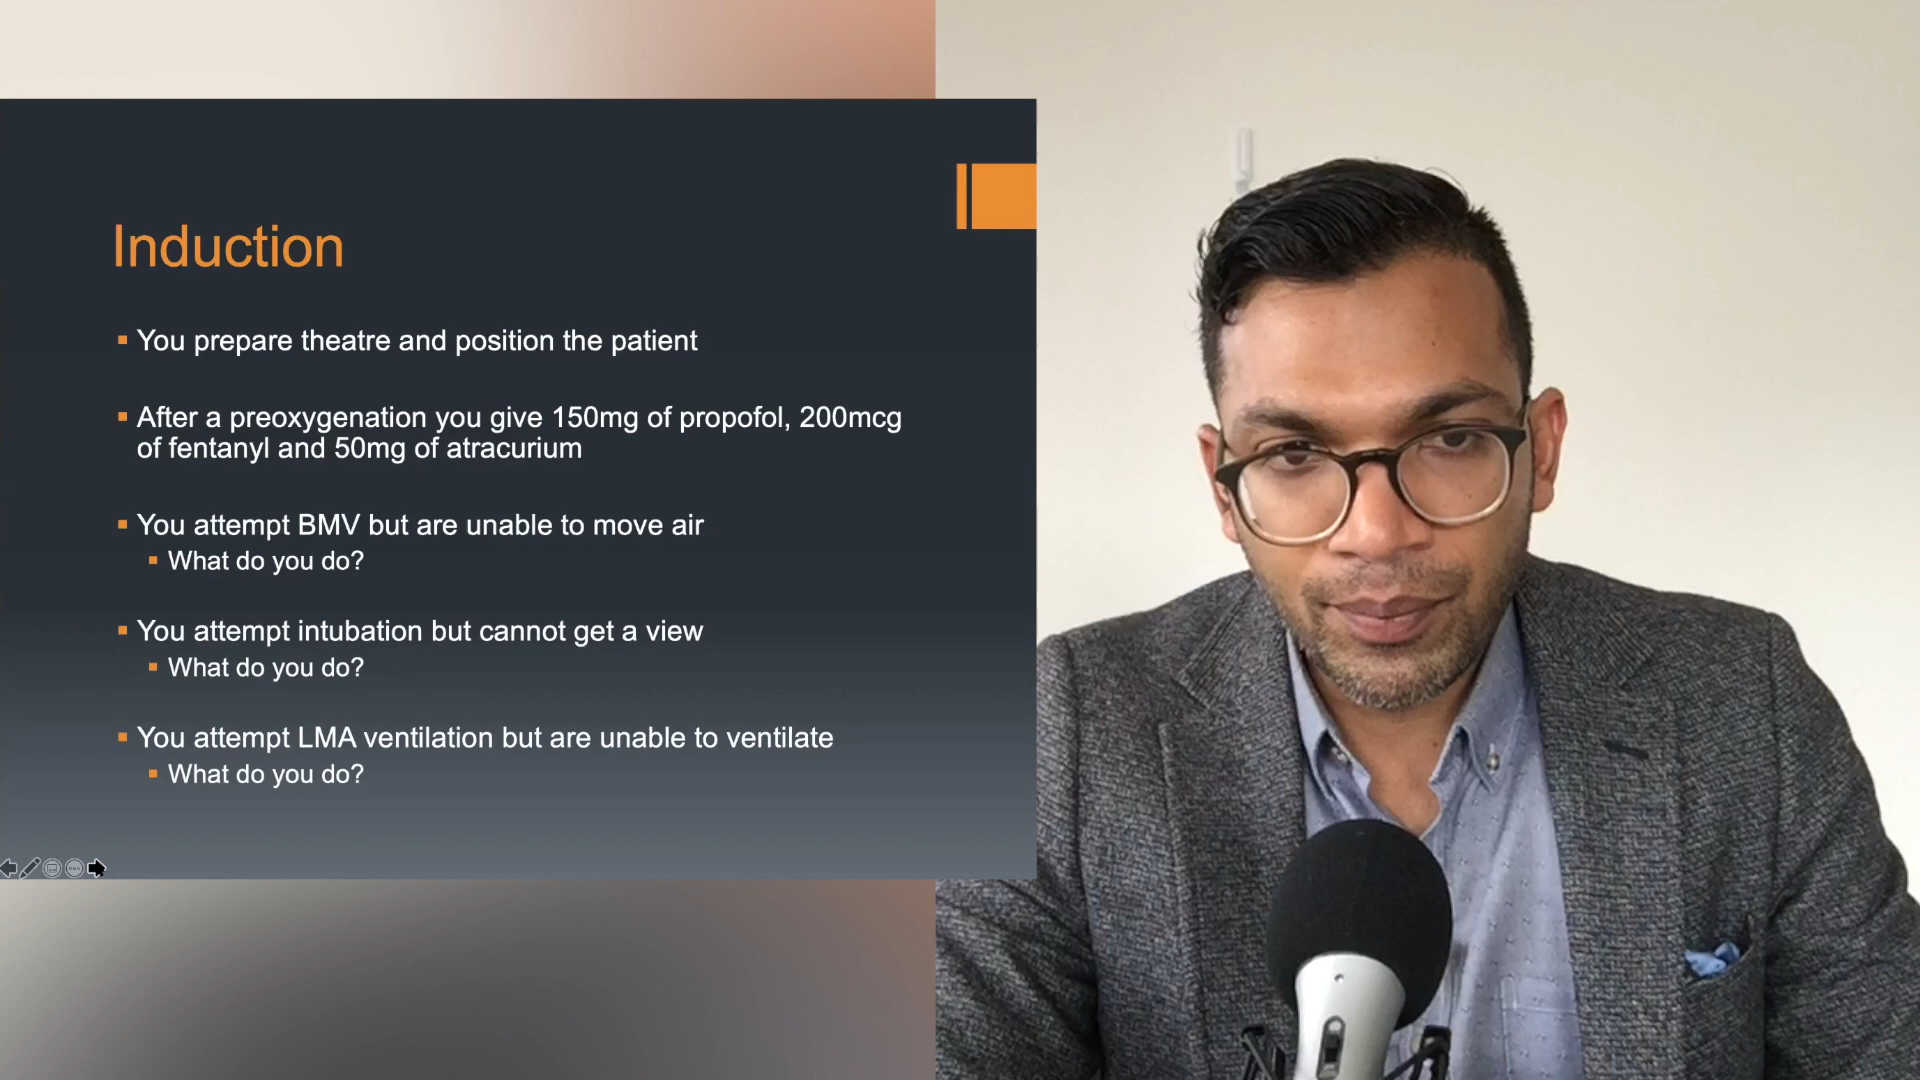 Induction
You prepare theatre and position the patient
After a preoxygenation you give 150mg of propofol, 200mcg
of fentanyl and 50mg of atracurium
You attempt BMV but are unable to move air
What do you do?
You attempt intubation but cannot get a view
What do you do?
You attempt LMA ventilation but are unable to ventilate
What do you do?